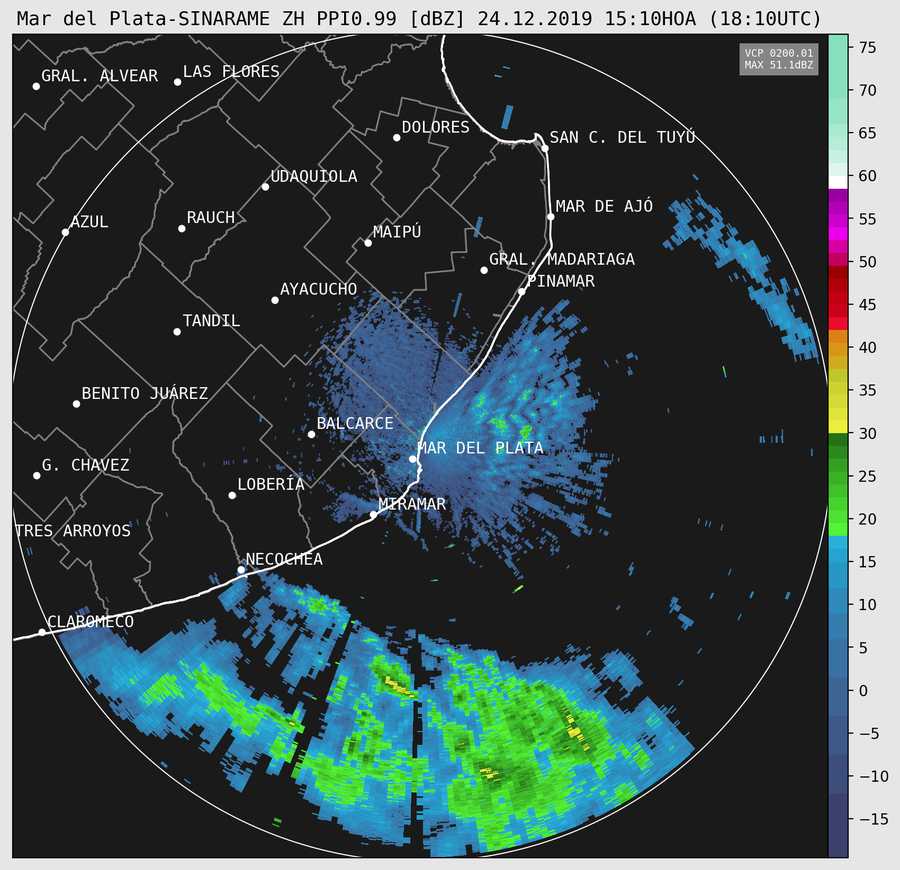 Mar del Plata-SINARAME ZH PPI0.99 [dBZ] 24.12.2019 15:10HOA (18:10UTC)
VCP 0200.01
MAX 51.1dBZ
GRAL. ALVEAR
LAS FLORES
DOLORES
SAN C. DEL TUYÚ
UDAQUIOLA
MAR DE AJÓ
AZUL
RAUCH
MAIPÚ
GRAL. MADARIAGA
PINAMAR
AYACUCHO
TANDIL
BENITO JUÁREZ
BALCARCE
MAR DEL PLATA
G. CHAVEZ
LOBERÍA
MIRAMAR
TRES ARROYOS
NECOCHEA
CLAROMECO
75
70
65
60
55
50
45
40
35
30
25
20
15
10
5
0
−5
−10
−15